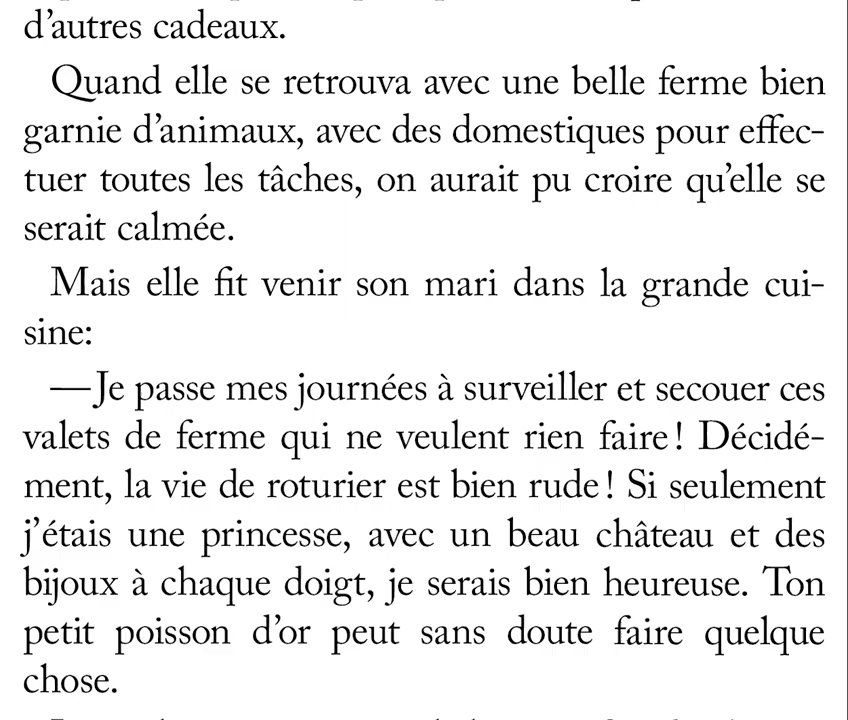 d’autres cadeaux.
Quand elle se retrouva avec une belle ferme bien
garnie d’animaux, avec des domestiques pour effec-
tuer toutes les tâches, on aurait pu croire qu’elle se
serait calmée.
Mais elle fit venir son mari dans la grande cui-
sine:
—Je passe mes journées à surveiller et secouer ces
valets de ferme qui ne veulent rien faire! Décidé-
ment, la vie de roturier est bien rude! Si seulement
j’étais une princesse, avec un beau château et des
bijoux à chaque doigt, je serais bien heureuse. Ton
petit poisson d’or peut sans doute faire quelque
chose.